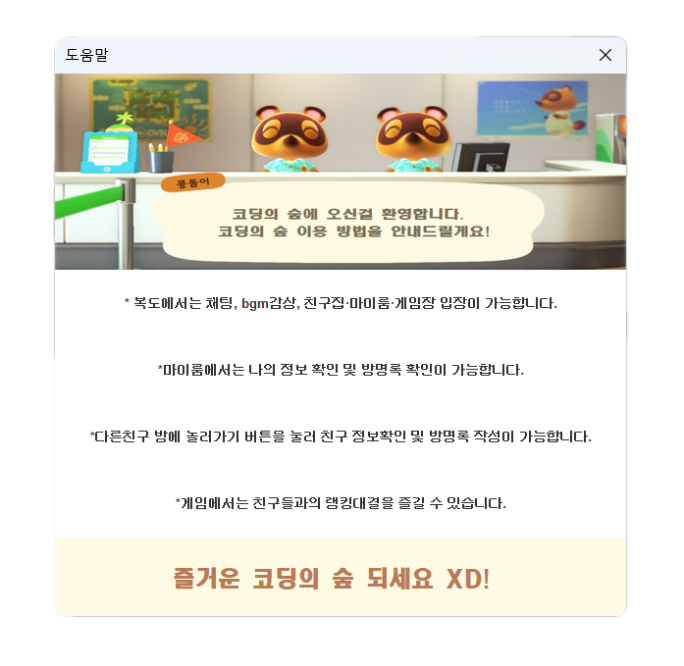 도움말
콩돌이
코딩의 숲에 오신걸 환영합니다.
코딩의 숲 이용 방법을 안내드릴게요!
* 복도에서는 채팅, bgm감상, 친구집·마이룸·게임장 입장이 가능합니다.
*마이룸에서는 나의 정보 확인 및 방명록 확인이 가능합니다.
*다른친구 방에 놀러가기 버튼을 눌러 친구 정보확인 및 방명록 작성이 가능합니다.
*게임에서는 친구들과의 랭킹대결을 즐길 수 있습니다.
즐거운 코딩의 숲 되세요 XD!